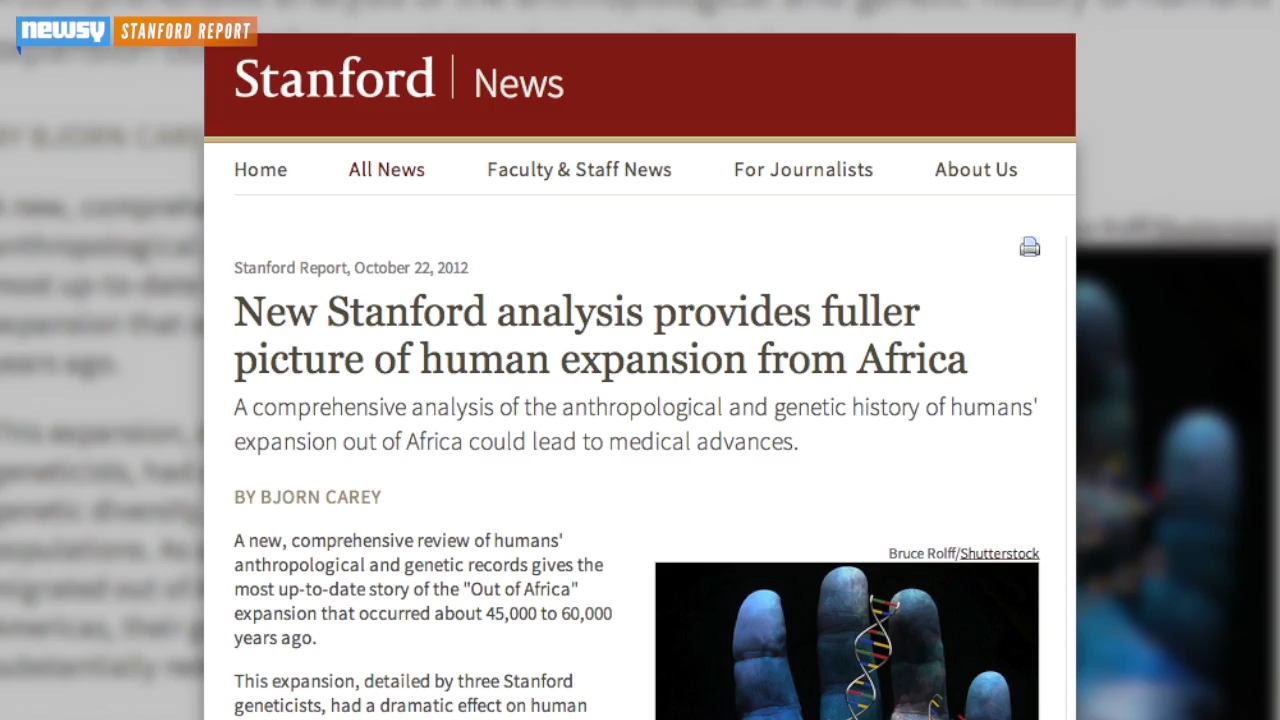 newsy STANFORD REPORT
Stanford | News
Home All News Faculty & Staff News For Journalists About Us
Stanford Report, October 22, 2012
New Stanford analysis provides fuller
picture of human expansion from Africa
A comprehensive analysis of the anthropological and genetic history of humans'
expansion out of Africa could lead to medical advances.
BY BJORN CAREY
A new, comprehensive review of humans'
anthropological and genetic records gives the
most up-to-date story of the "Out of Africa"
expansion that occurred about 45,000 to 60,000
years ago.
This expansion, detailed by three Stanford
geneticists, had a dramatic effect on human
Bruce Rolff/Shutterstock